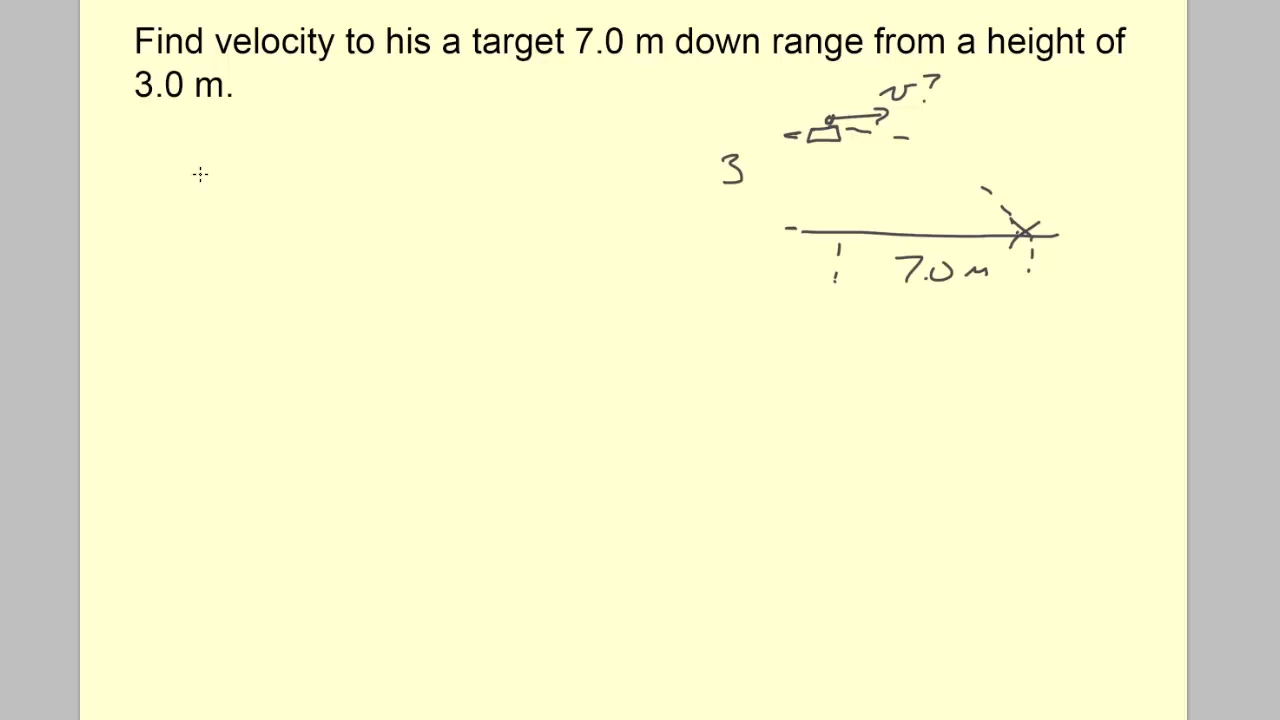 Find velocity to his a target 7.0 m down range from a height of
3.0 m.
v?
3
7.0 m